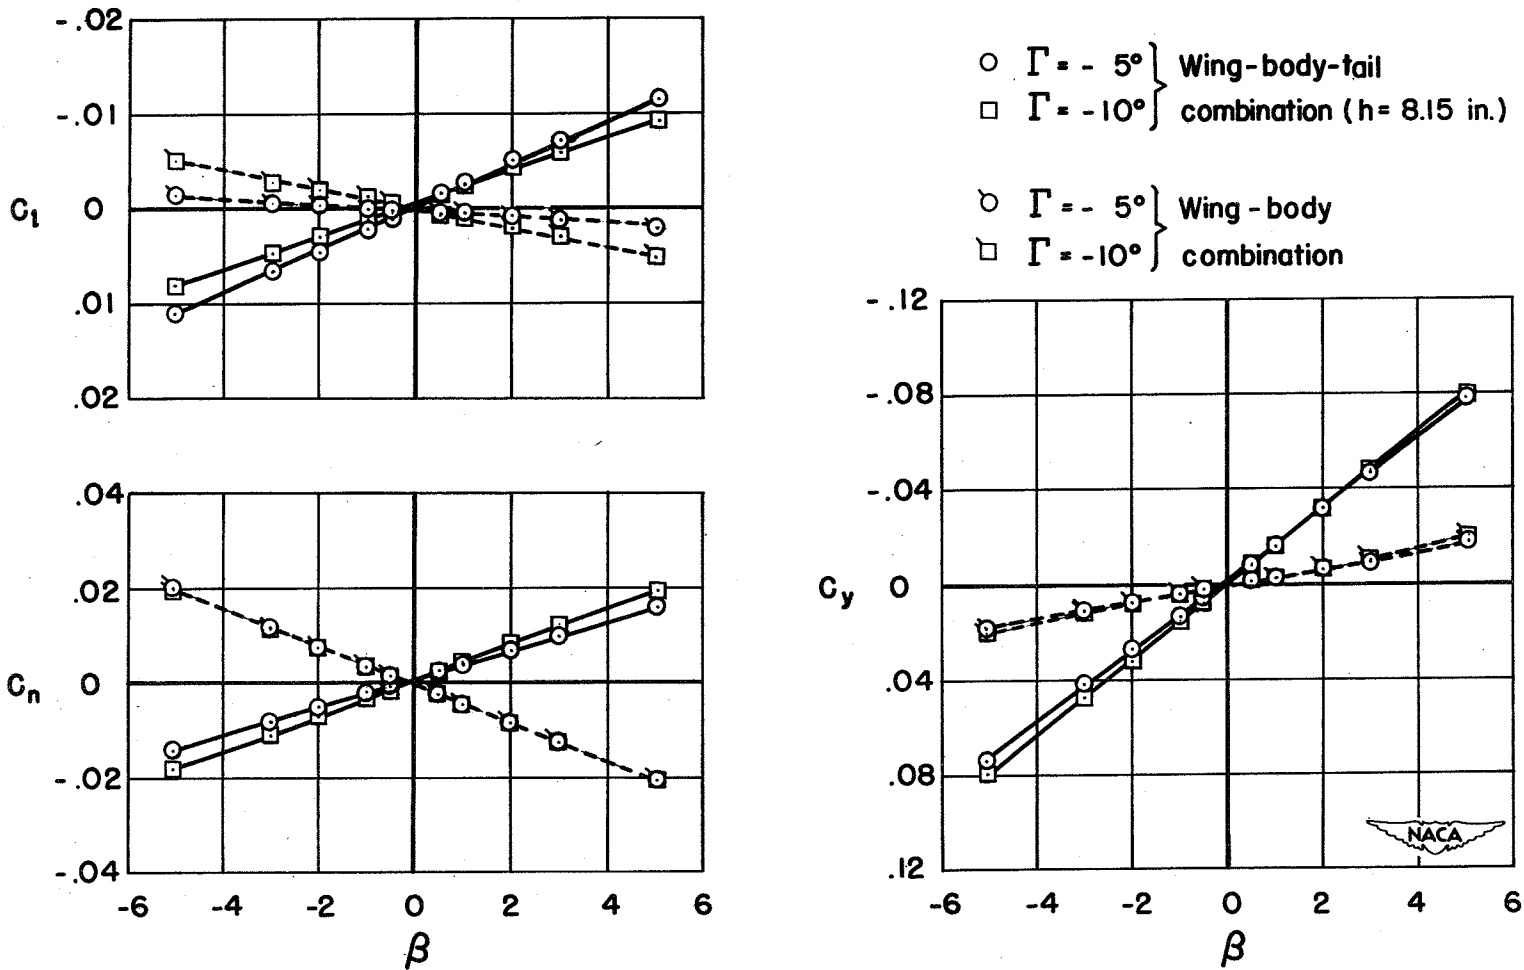 -.02
-.01
C_l 0
.01
.02
Γ = - 5° Wing-body-tail
Γ = -10° combination (h= 8.15 in.)
Γ = - 5° Wing-body
Γ = -10° combination
.04
.02
C_n 0
-.02
-.04
-6 -4 -2 0 2 4 6
β
-.12
-.08
-.04
C_y 0
.04
.08
.12
NACA
-6 -4 -2 0 2 4 6
β